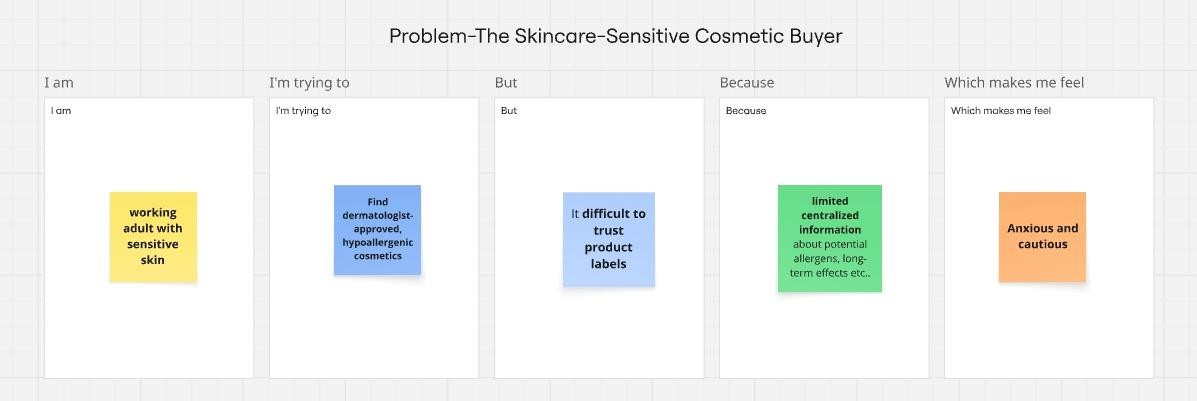 Problem-The Skincare-Sensitive Cosmetic Buyer
I am
I'm trying to
But
Because
Which makes me feel
I am
I'm trying to
But
Because
Which makes me feel
working
adult with
sensitive
skin
Find
dermatologist-
approved,
hypoallergenic
cosmetics
It difficult to
trust
product
labels
limited
centralized
information
about potential
allergens, long-
term effects etc..
Anxious and
cautious